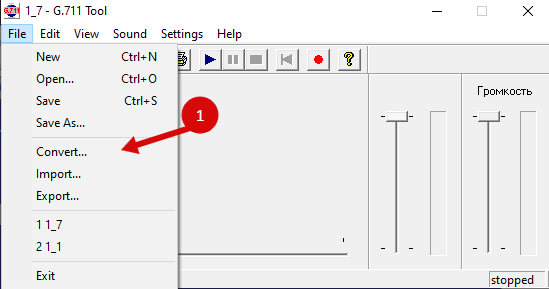 G.711 1_7 - G.711 Tool
File Edit View Sound Settings Help
New Ctrl+N
Open... Ctrl+O
Save Ctrl+S
Save As...
Convert...
Import...
Export...
1 1_7
2 1_1
Exit
1
?
Громкость
stopped